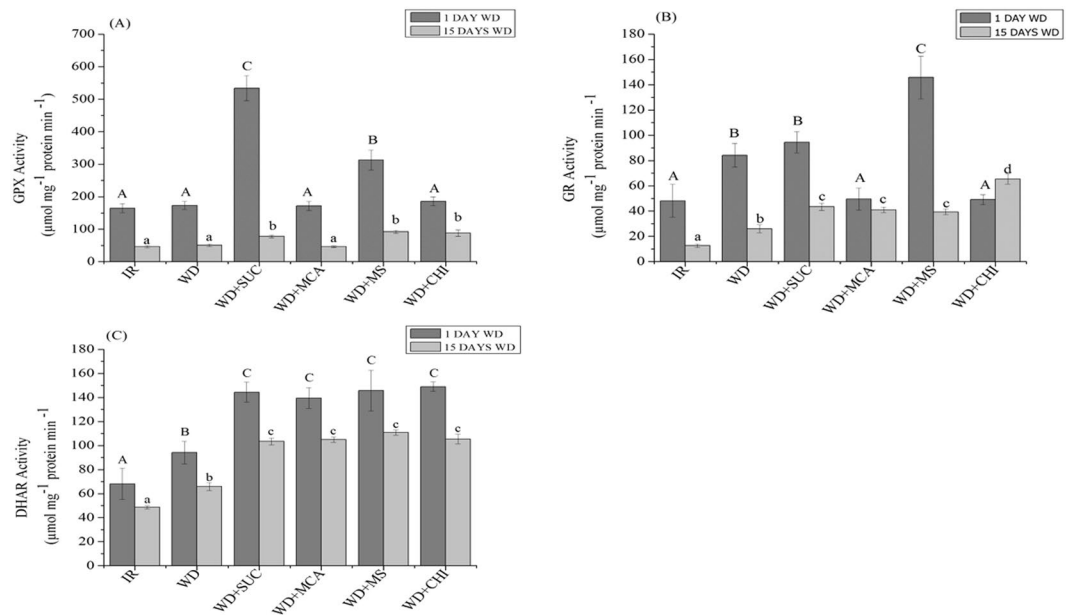 (A)
1 DAY WD
15 DAYS WD
700
600
500
400
300
200
100
0
GPX Activity
(μmol mg⁻¹ protein min⁻¹)
A
a
A
a
C
b
A
a
B
b
A
b
IR
WD
WD+SUC
WD+MCA
WD+MS
WD+CHI
(B)
1 DAY WD
15 DAYS WD
180
160
140
120
100
80
60
40
20
0
GR Activity
(μmol mg⁻¹ protein min⁻¹)
A
a
B
b
B
c
A
c
C
c
A
d
IR
WD
WD+SUC
WD+MCA
WD+MS
WD+CHI
(C)
1 DAY WD
15 DAYS WD
180
160
140
120
100
80
60
40
20
0
DHAR Activity
(μmol mg⁻¹ protein min⁻¹)
A
a
B
b
C
c
C
c
C
c
C
c
IR
WD
WD+SUC
WD+MCA
WD+MS
WD+CHI